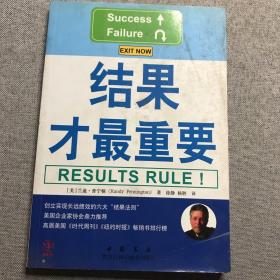 Success
Failure
EXIT NOW
结果
才最重要
RESULTS RULE!
[美] 兰迪·普宁顿 (Randy Pennington) 著
创立实现长远绩效的六大“结果法则”
美国企业家协会鼎力推荐
高居美国《时代周刊》《纽约时报》畅销书排行榜